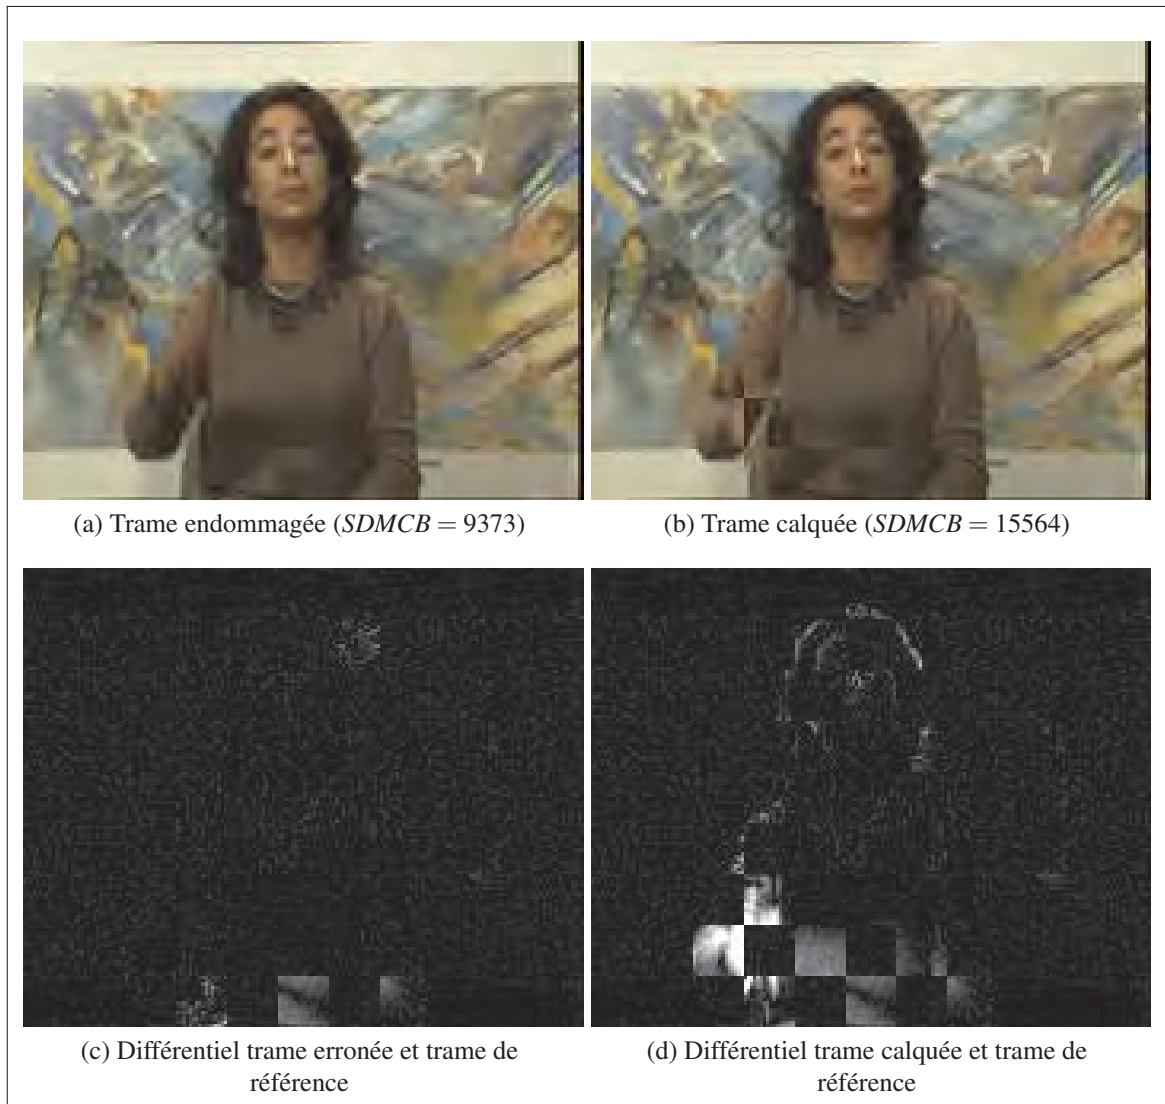 (a) Trame endommagée (SDMCB = 9373)
(b) Trame calquée (SDMCB = 15564)
(c) Différentiel trame erronée et trame de
référence
(d) Différentiel trame calquée et trame de
référence